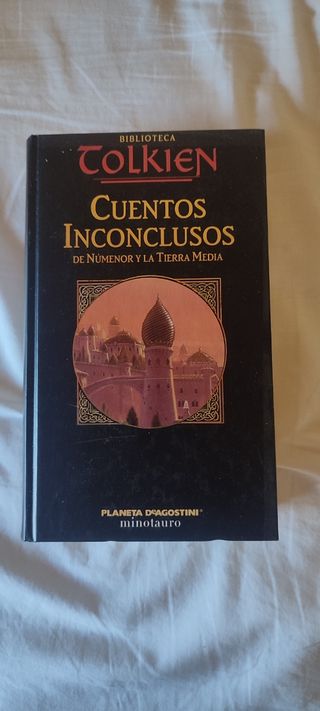 BIBLIOTECA
TOLKIEN
CUENTOS
INCONCLUSOS
DE NÚMENOR Y LA TIERRA MEDIA
PLANETA DeAGOSTINI
minotauro